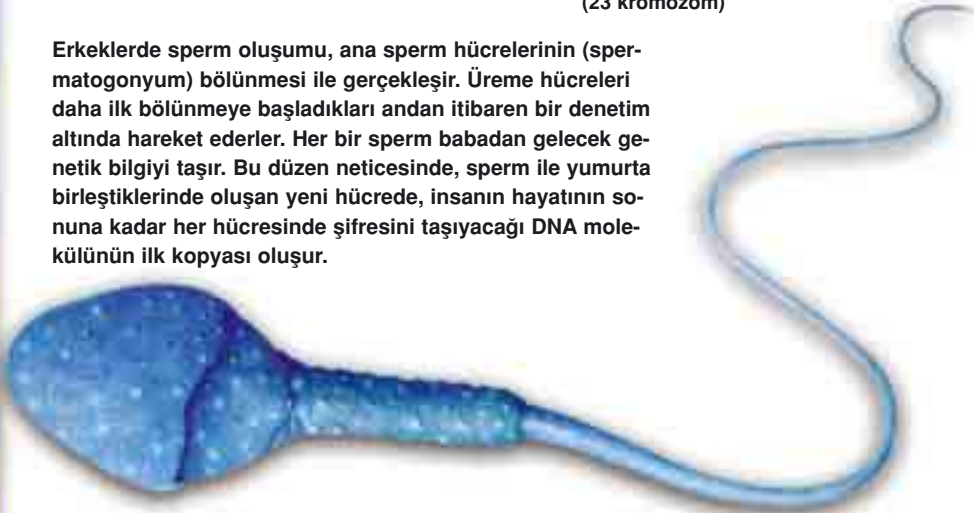 (23 kromozom)
Erkeklerde sperm oluşumu, ana sperm hücrelerinin (sper-
matogonyum) bölünmesi ile gerçekleşir. Üreme hücreleri
daha ilk bölünmeye başladıkları andan itibaren bir denetim
altında hareket ederler. Her bir sperm babadan gelecek ge-
netik bilgiyi taşır. Bu düzen neticesinde, sperm ile yumurta
birleştiklerinde oluşan yeni hücrede, insanın hayatının so-
nuna kadar her hücresinde şifresini taşıyacağı DNA mole-
külünün ilk kopyası oluşur.